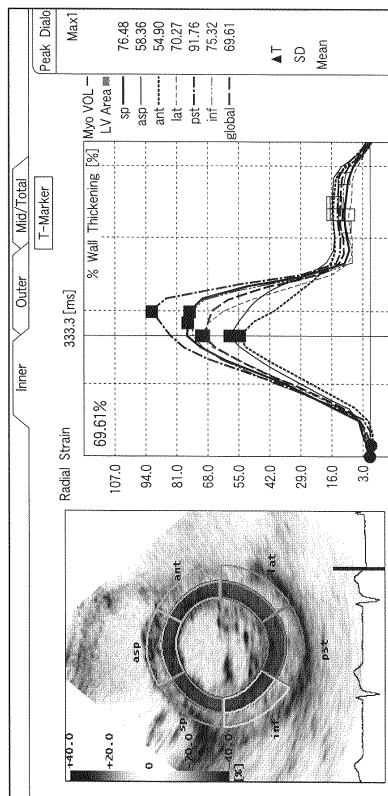 Inner
Outer
Mid/Total
Radial Strain
333.3 [ms]
T-Marker
69.61%
% Wall Thickening [%]
107.0
94.0
81.0
68.0
55.0
42.0
29.0
16.0
3.0
Myo VOL
LV Area
sp
asp
ant
lat
pst
inf
global
Peak Dialo
Max1
76.48
58.36
54.90
70.27
91.76
75.32
69.61
▲T
SD
Mean
+40.0
+20.0
0
-20.0
-40.0
[%]
asp
ant
sp
lat
inf
pst